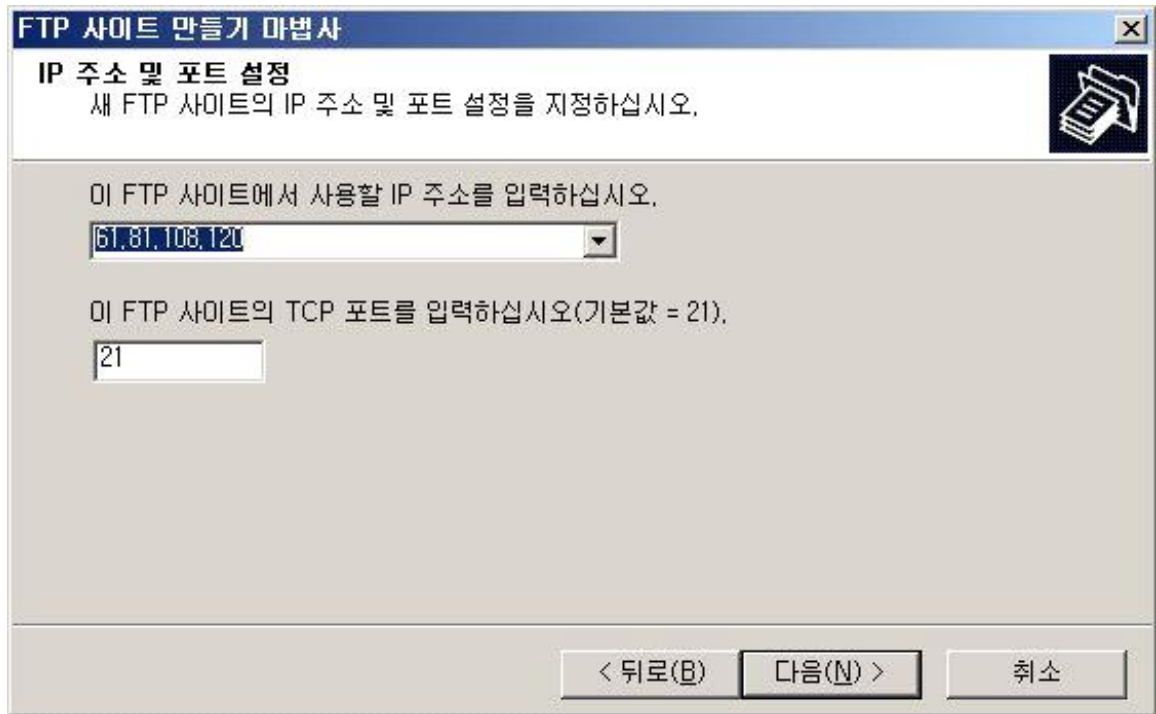 FTP 사이트 만들기 마법사
IP 주소 및 포트 설정
새 FTP 사이트의 IP 주소 및 포트 설정을 지정하십시오.
이 FTP 사이트에서 사용할 IP 주소를 입력하십시오.
61.81.108.120
이 FTP 사이트의 TCP 포트를 입력하십시오(기본값 = 21).
21
< 뒤로(B) 다음(N) > 취소